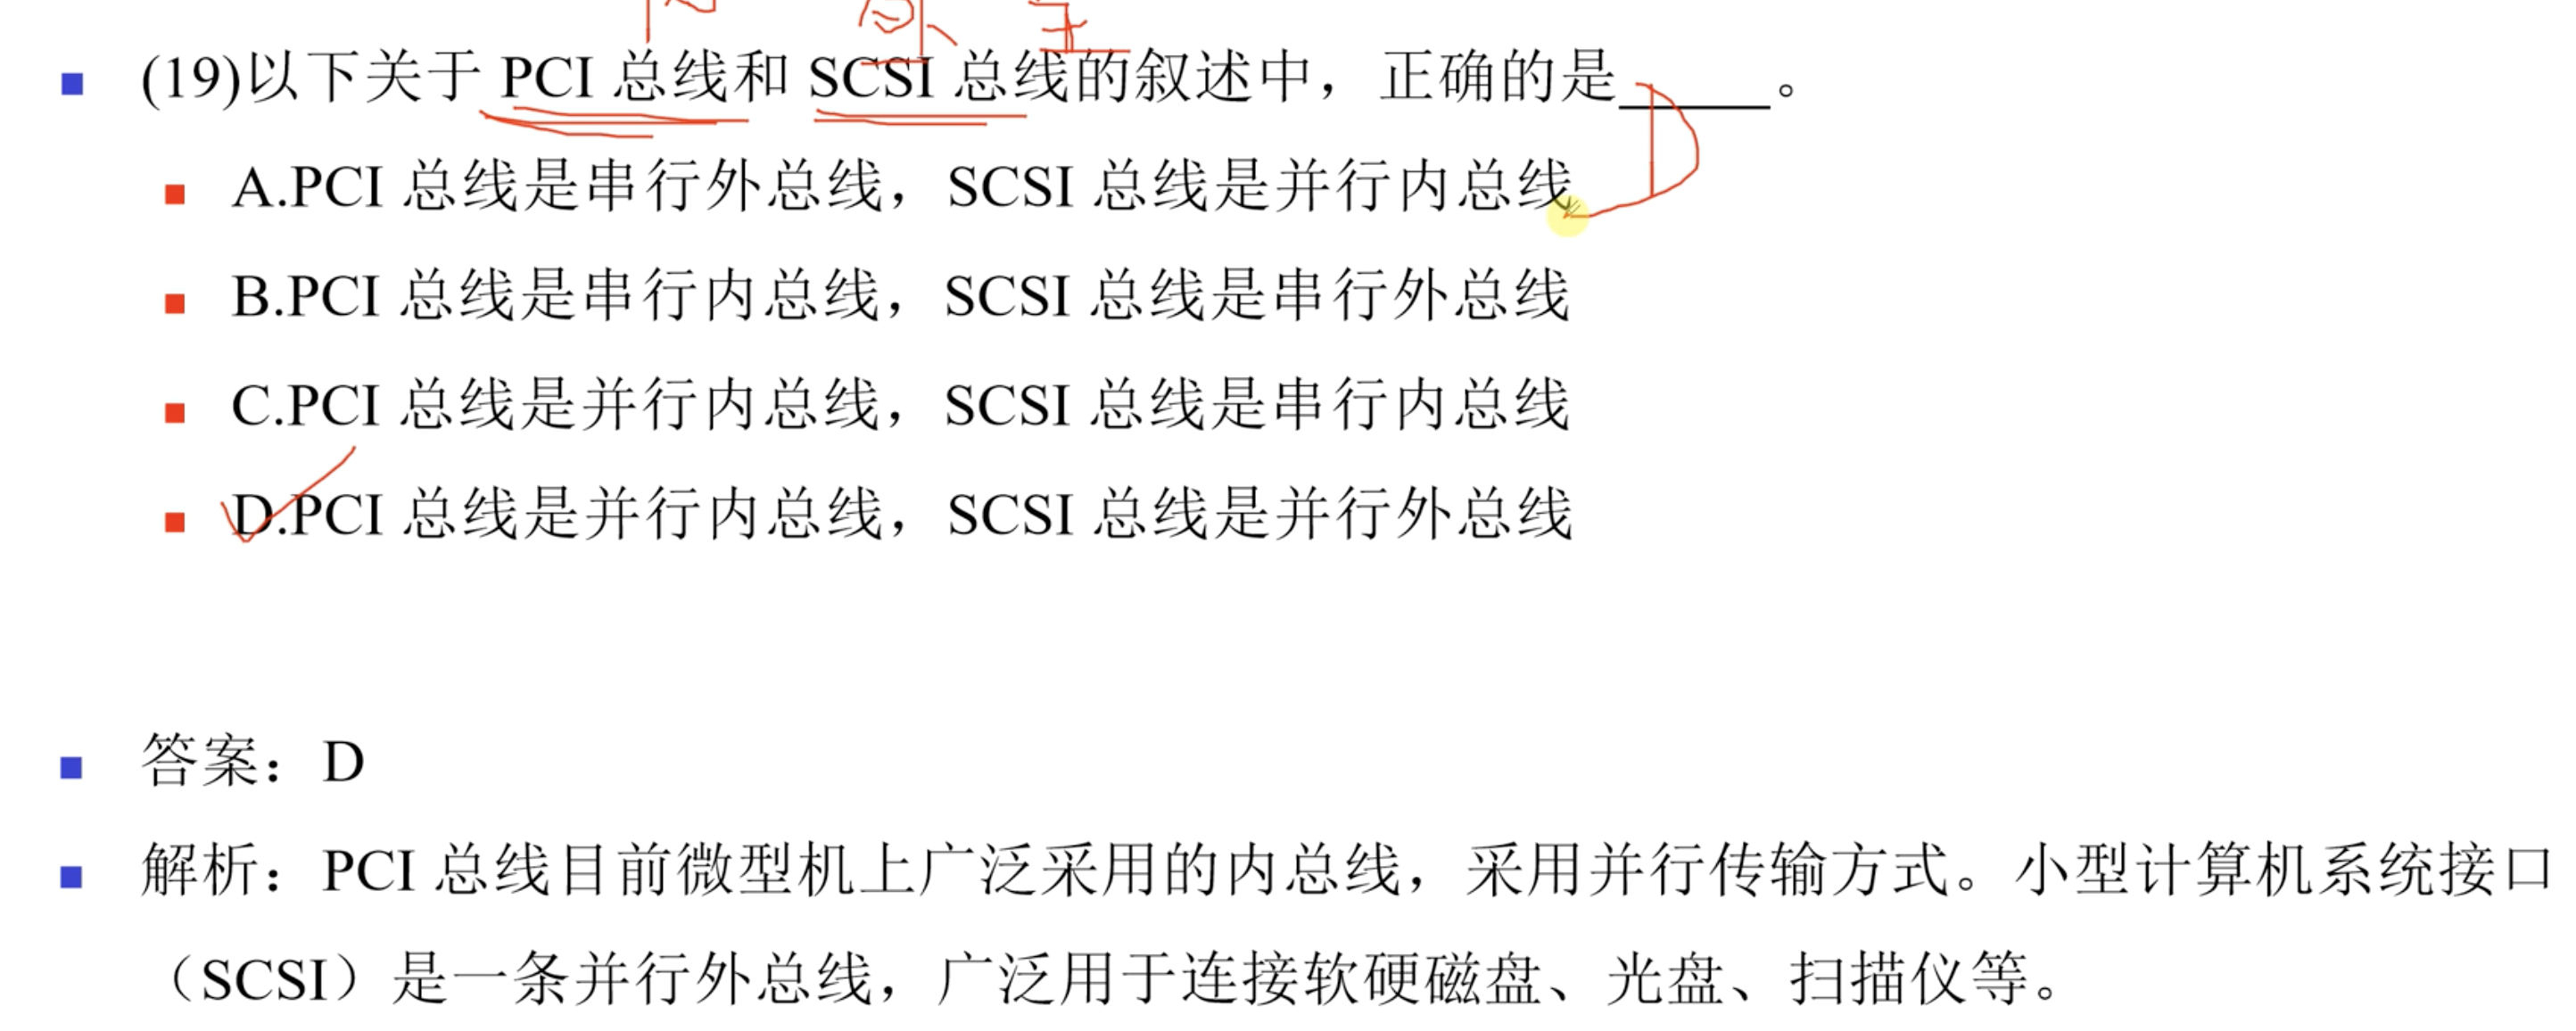 (19)以下关于 PCI 总线和 SCSI 总线的叙述中，正确的是______。
D
A.PCI 总线是串行外总线，SCSI 总线是并行内总线
B.PCI 总线是串行内总线，SCSI 总线是串行外总线
C.PCI 总线是并行内总线，SCSI 总线是串行内总线
D.PCI 总线是并行内总线，SCSI 总线是并行外总线
答案：D
解析：PCI 总线目前微型机上广泛采用的内总线，采用并行传输方式。小型计算机系统接口
（SCSI）是一条并行外总线，广泛用于连接软硬磁盘、光盘、扫描仪等。